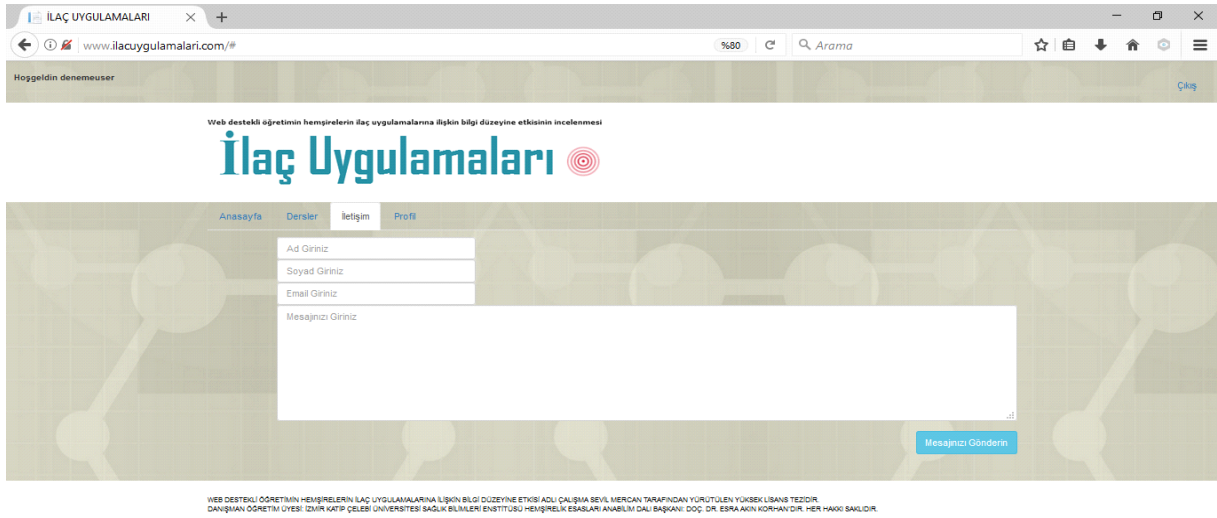 İLAÇ UYGULAMALARI
www.ilacuygulamalari.com/#
%80
Arama
Hoşgeldin denemeuser
Çıkış
Web destekli öğretimin hemşirelerin ilaç uygulamalarına ilişkin bilgi düzeyine etkisinin incelenmesi
İlaç Uygulamaları
Anasayfa Dersler İletişim Profil
Ad Giriniz
Soyad Giriniz
Email Giriniz
Mesajınızı Giriniz
Mesajınızı Gönderin
WEB DESTEKLİ ÖĞRETİMİN HEMŞİRELERİN İLAÇ UYGULAMALARINA İLİŞKİN BİLGİ DÜZEYİNE ETKİSİ ADLI ÇALIŞMA SEVİL MERCAN TARAFINDAN YÜRÜTÜLEN YÜKSEK LİSANS TEZİDİR.
DANIŞMAN ÖĞRETİM ÜYESİ: İZMİR KATİP ÇELEBİ ÜNİVERSİTESİ SAĞLIK BİLİMLERİ ENSTİTÜSÜ HEMŞİRELİK ESASLARI ANABİLİM DALI BAŞKANI: DOÇ. DR. ESRA AKIN KORHAN'DIR. HER HAKKI SAKLIDIR.